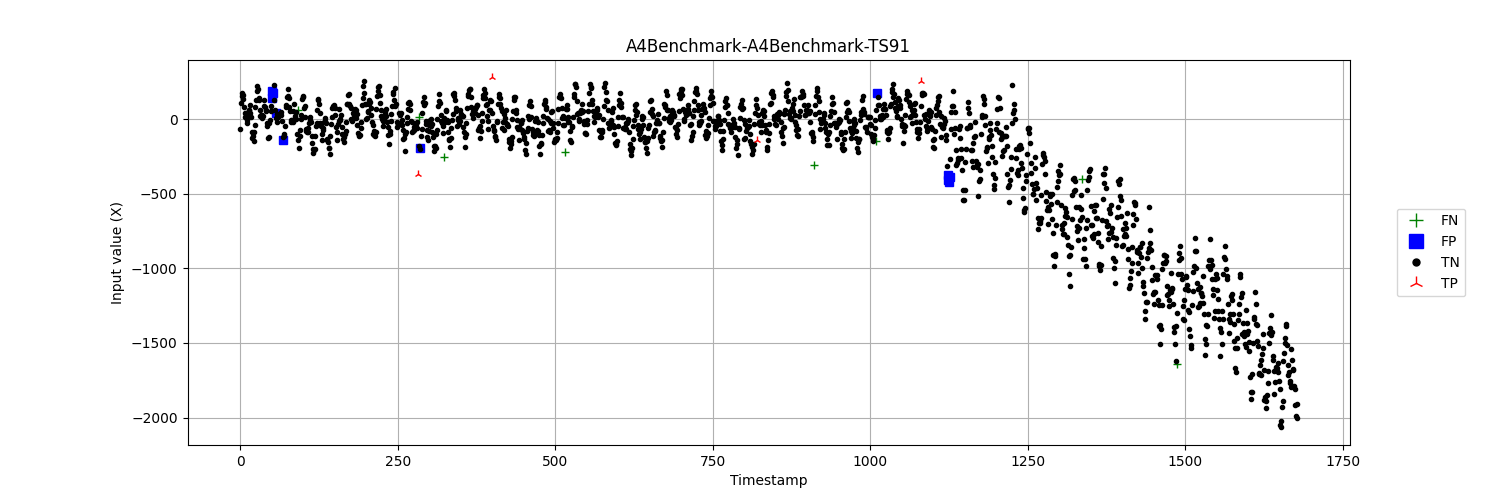 A4Benchmark-A4Benchmark-TS91
Input value (X)
0
−500
−1000
−1500
−2000
0 250 500 750 1000 1250 1500 1750
Timestamp
FN
FP
TN
TP